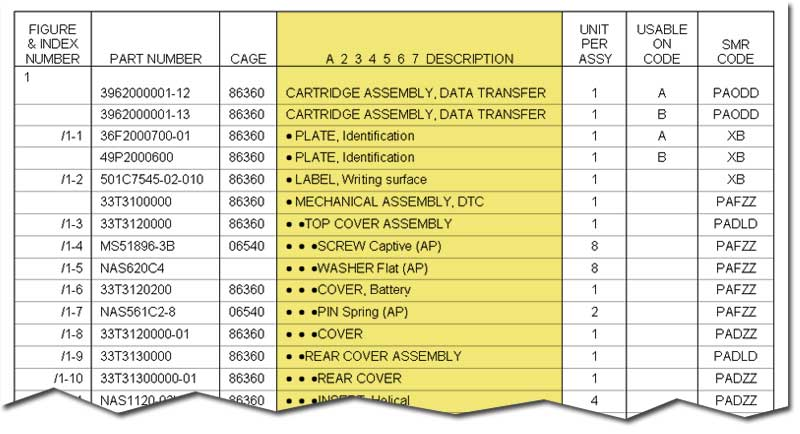 FIGURE & INDEX NUMBER PART NUMBER CAGE A 2 3 4 5 6 7 DESCRIPTION UNIT PER ASSY USABLE ON CODE SMR CODE
1
3962000001-12 86360 CARTRIDGE ASSEMBLY, DATA TRANSFER 1 A PAODD
3962000001-13 86360 CARTRIDGE ASSEMBLY, DATA TRANSFER 1 B PAODD
/1-1 36F2000700-01 86360 • PLATE, Identification 1 A XB
49P2000600 86360 • PLATE, Identification 1 B XB
/1-2 501C7545-02-010 86360 • LABEL, Writing surface 1 XB
33T3100000 86360 • MECHANICAL ASSEMBLY, DTC 1 PAFZZ
/1-3 33T3120000 86360 • •TOP COVER ASSEMBLY 1 PADLD
/1-4 MS51896-3B 06540 • • •SCREW Captive (AP) 8 PAFZZ
/1-5 NAS620C4 • • •WASHER Flat (AP) 8 PAFZZ
/1-6 33T3120200 86360 • • •COVER, Battery 1 PAFZZ
/1-7 NAS561C2-8 06540 • • •PIN Spring (AP) 2 PAFZZ
/1-8 33T3120000-01 86360 • • •COVER 1 PADZZ
/1-9 33T3130000 86360 • •REAR COVER ASSEMBLY 1 PADLD
/1-10 33T31300000-01 86360 • • •REAR COVER 1 PADZZ
86360 • • •INSERT, Helical 4 PADZZ